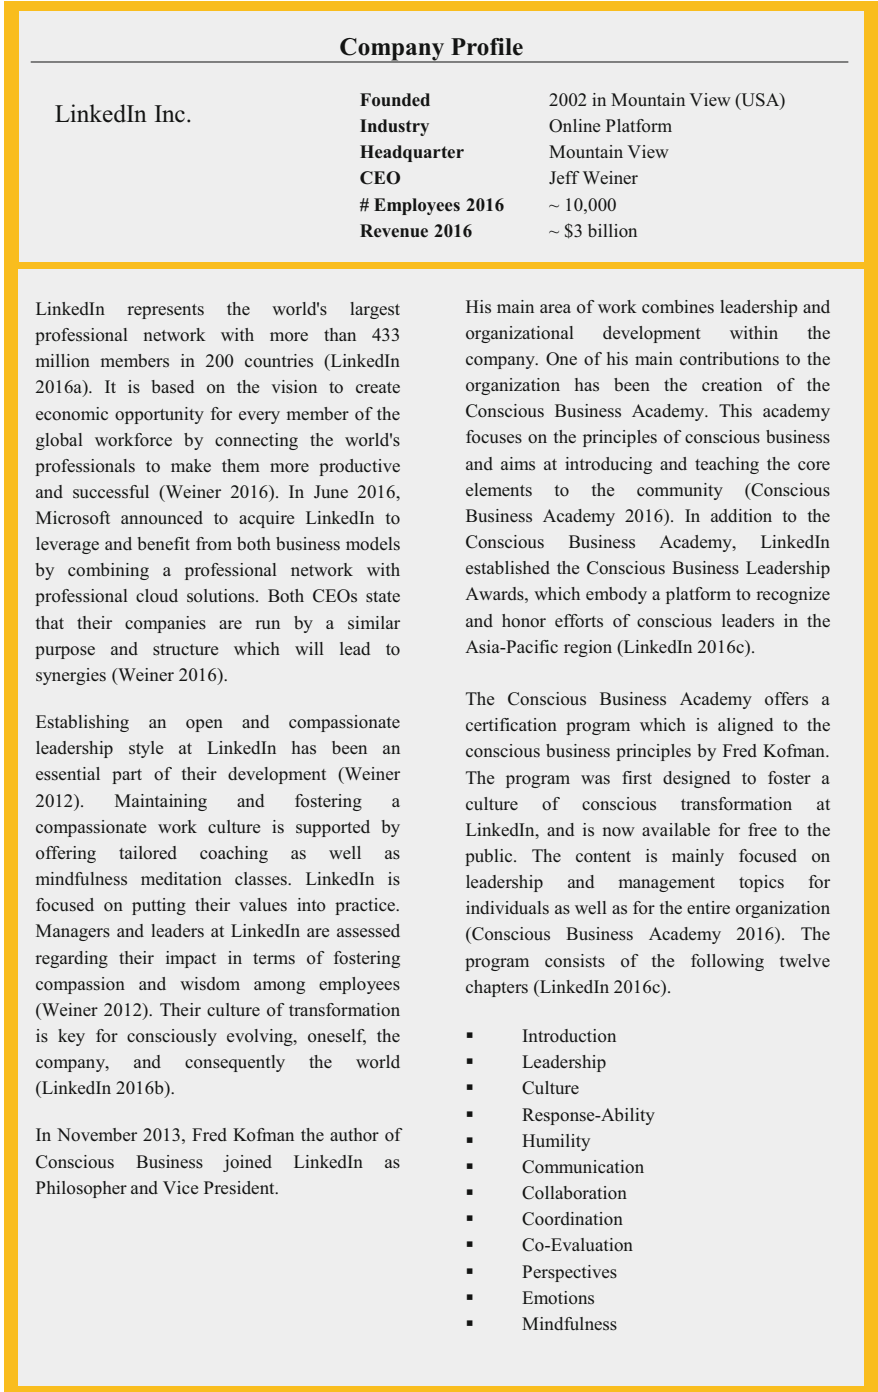 Company Profile
LinkedIn Inc.
Founded 2002 in Mountain View (USA)
Industry Online Platform
Headquarter Mountain View
CEO Jeff Weiner
# Employees 2016 ~ 10,000
Revenue 2016 ~ $3 billion
LinkedIn represents the world's largest
professional network with more than 433
million members in 200 countries (LinkedIn
2016a). It is based on the vision to create
economic opportunity for every member of the
global workforce by connecting the world's
professionals to make them more productive
and successful (Weiner 2016). In June 2016,
Microsoft announced to acquire LinkedIn to
leverage and benefit from both business models
by combining a professional network with
professional cloud solutions. Both CEOs state
that their companies are run by a similar
purpose and structure which will lead to
synergies (Weiner 2016).
Establishing an open and compassionate
leadership style at LinkedIn has been an
essential part of their development (Weiner
2012). Maintaining and fostering a
compassionate work culture is supported by
offering tailored coaching as well as
mindfulness meditation classes. LinkedIn is
focused on putting their values into practice.
Managers and leaders at LinkedIn are assessed
regarding their impact in terms of fostering
compassion and wisdom among employees
(Weiner 2012). Their culture of transformation
is key for consciously evolving, oneself, the
company, and consequently the world
(LinkedIn 2016b).
In November 2013, Fred Kofman the author of
Conscious Business joined LinkedIn as
Philosopher and Vice President.
His main area of work combines leadership and
organizational development within the
company. One of his main contributions to the
organization has been the creation of the
Conscious Business Academy. This academy
focuses on the principles of conscious business
and aims at introducing and teaching the core
elements to the community (Conscious
Business Academy 2016). In addition to the
Conscious Business Academy, LinkedIn
established the Conscious Business Leadership
Awards, which embody a platform to recognize
and honor efforts of conscious leaders in the
Asia-Pacific region (LinkedIn 2016c).
The Conscious Business Academy offers a
certification program which is aligned to the
conscious business principles by Fred Kofman.
The program was first designed to foster a
culture of conscious transformation at
LinkedIn, and is now available for free to the
public. The content is mainly focused on
leadership and management topics for
individuals as well as for the entire organization
(Conscious Business Academy 2016). The
program consists of the following twelve
chapters (LinkedIn 2016c).
▪ Introduction
▪ Leadership
▪ Culture
▪ Response-Ability
▪ Humility
▪ Communication
▪ Collaboration
▪ Coordination
▪ Co-Evaluation
▪ Perspectives
▪ Emotions
▪ Mindfulness